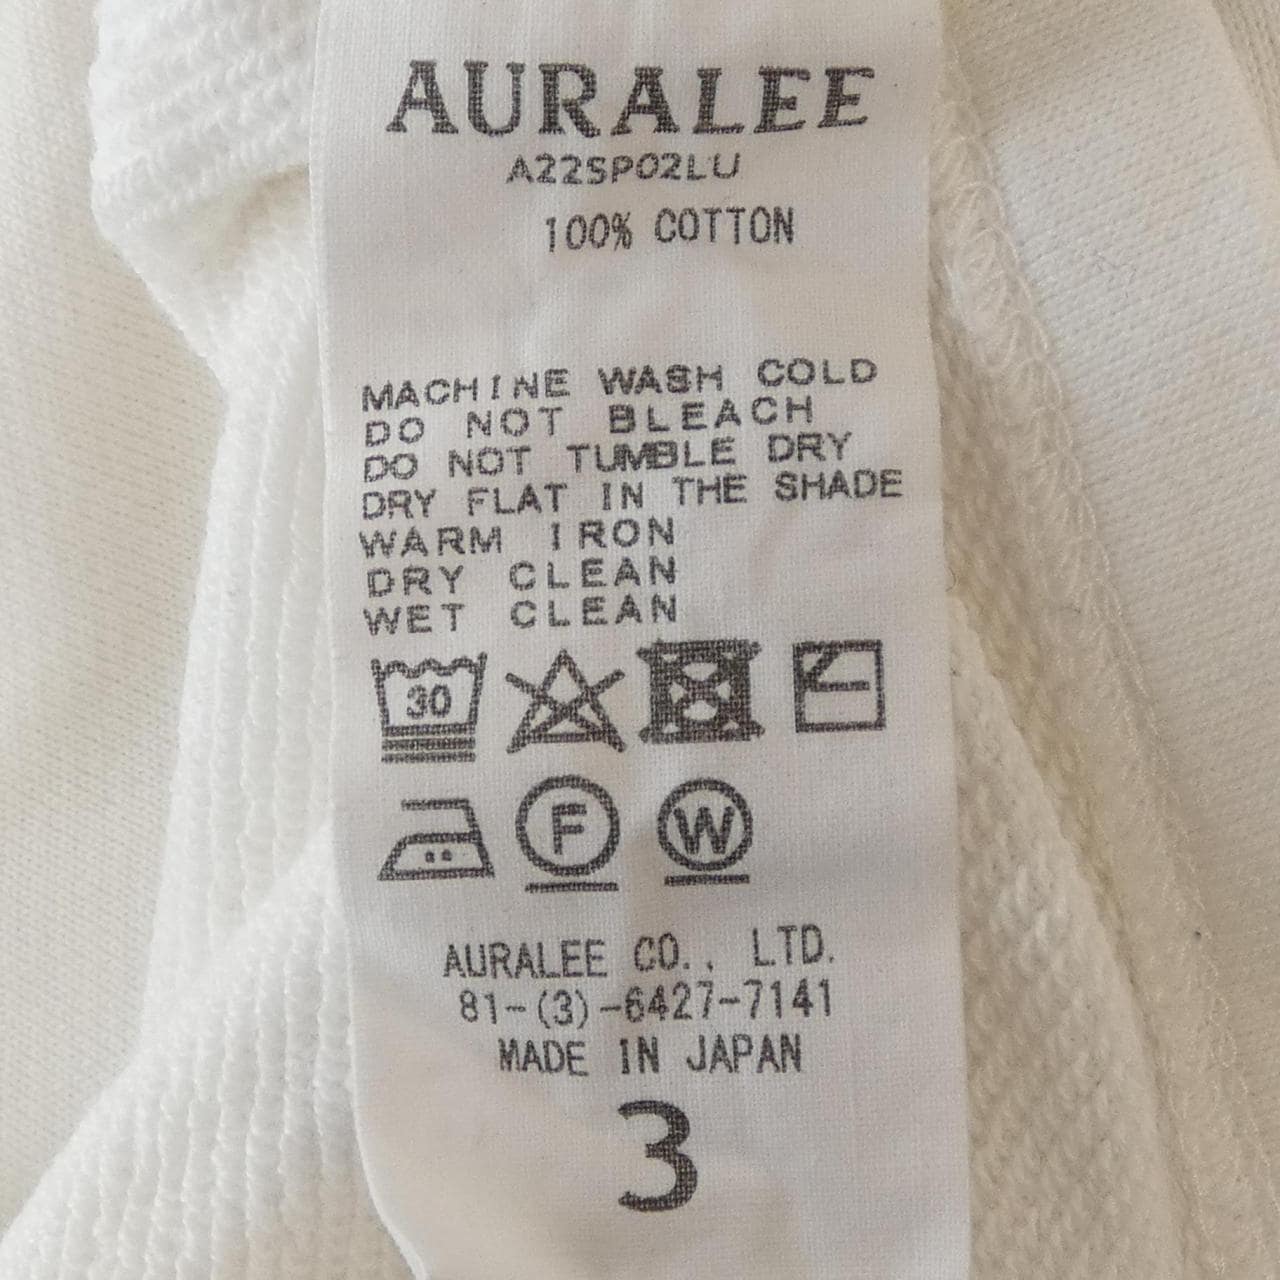 AURALEE
A22SP02LU
100% COTTON
MACHINE WASH COLD
DO NOT BLEACH
DO NOT TUMBLE DRY
DRY FLAT IN THE SHADE
WARM IRON
DRY CLEAN
WET CLEAN
30
F W
AURALEE CO., LTD.
81-(3)-6427-7141
MADE IN JAPAN
3